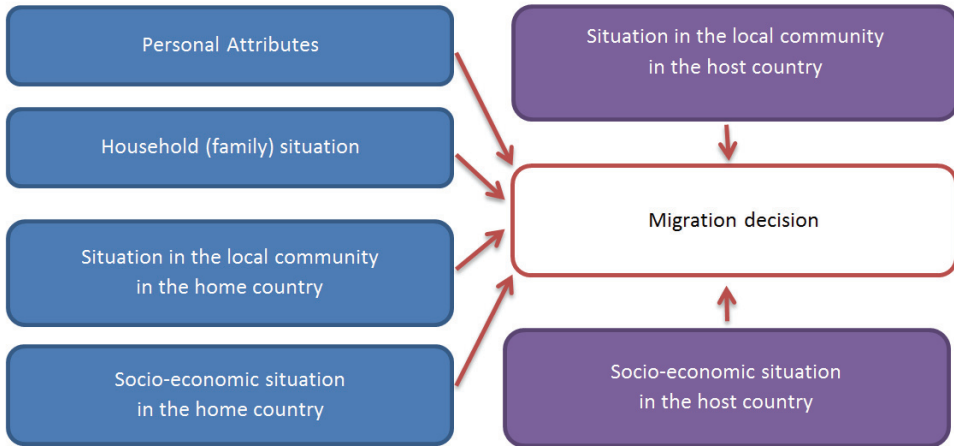 Personal Attributes
Household (family) situation
Situation in the local community
in the home country
Socio-economic situation
in the home country
Situation in the local community
in the host country
Migration decision
Socio-economic situation
in the host country